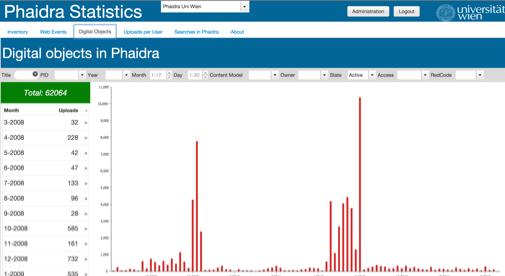 Phaidra Statistics
Phaidra Uni Wien
Administration
Logout
universität
wien
Inventory
Web Events
Digital Objects
Uploads per User
Searches in Phaidra
About
Digital objects in Phaidra
Title PID Year Month 1-12 Day 1-30 Content Model Owner State Active Access RedCode
Total: 62064
Month Uploads
3-2008 32 »
4-2008 228 »
5-2008 42 »
6-2008 47 »
7-2008 133 »
8-2008 96 »
9-2008 28 »
10-2008 585 »
11-2008 161 »
12-2008 732 »
1-2009 535 »
11,000
10,000
9,000
8,000
7,000
6,000
5,000
4,000
3,000
2,000
1,000
0